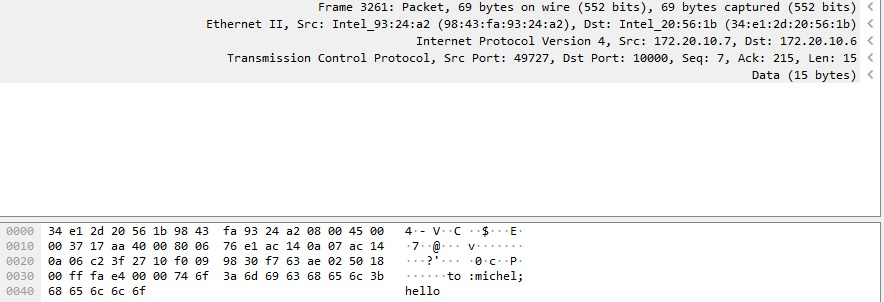 Frame 3261: Packet, 69 bytes on wire (552 bits), 69 bytes captured (552 bits)
Ethernet II, Src: Intel_93:24:a2 (98:43:fa:93:24:a2), Dst: Intel_20:56:1b (34:e1:2d:20:56:1b)
Internet Protocol Version 4, Src: 172.20.10.7, Dst: 172.20.10.6
Transmission Control Protocol, Src Port: 49727, Dst Port: 10000, Seq: 7, Ack: 215, Len: 15
Data (15 bytes)
0000 34 e1 2d 20 56 1b 98 43 fa 93 24 a2 08 00 45 00 4·- V··C ··$···E·
0010 00 37 17 aa 40 00 80 06 76 e1 ac 14 0a 07 ac 14 ·7··@··· v·······
0020 0a 06 c2 3f 27 10 f0 09 98 30 f7 63 ae 02 50 18 ···?'··· ·0·c··P·
0030 00 ff fa e4 00 00 74 6f 3a 6d 69 63 68 65 6c 3b ······to :michel;
0040 68 65 6c 6c 6f hello